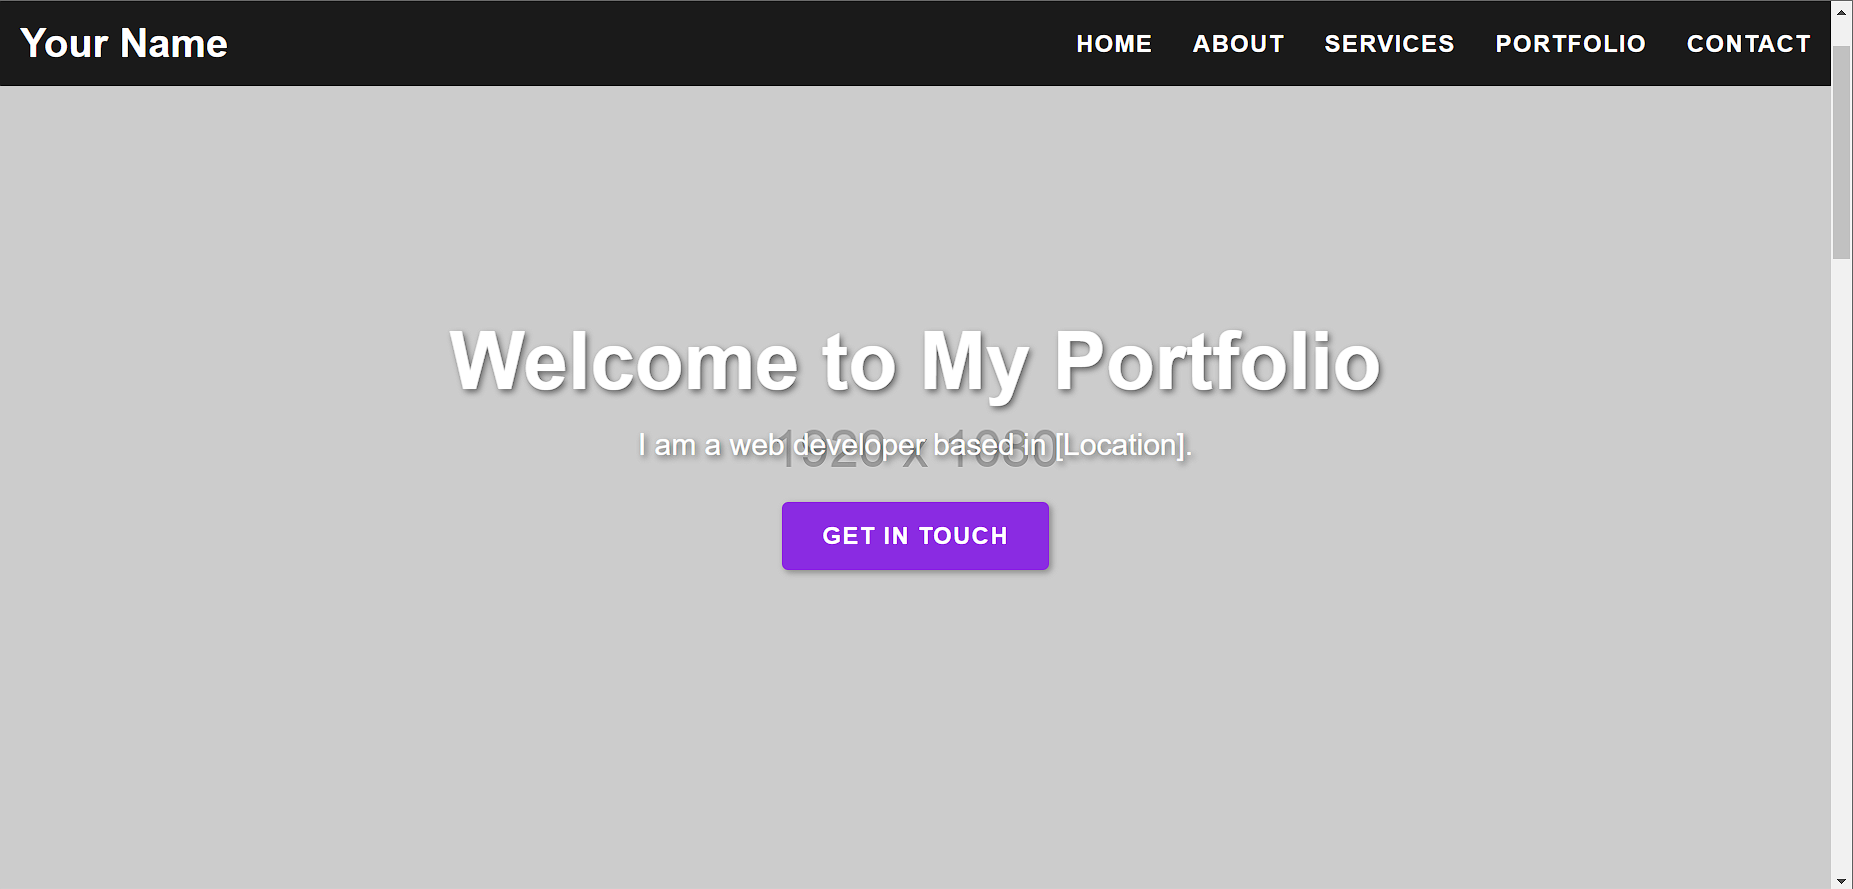 Your Name
HOME ABOUT SERVICES PORTFOLIO CONTACT
Welcome to My Portfolio
I am a web developer based in [Location].
1920 x 1080
GET IN TOUCH